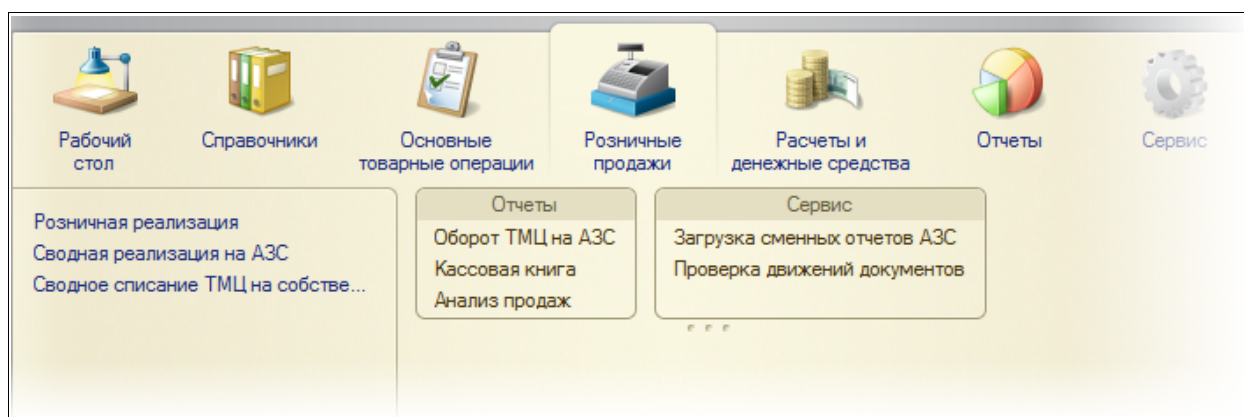 Рабочий
стол
Справочники
Основные
товарные операции
Розничные
продажи
Расчеты и
денежные средства
Отчеты
Сервис
Розничная реализация
Сводная реализация на АЗС
Сводное списание ТМЦ на собстве...
Отчеты
Оборот ТМЦ на АЗС
Кассовая книга
Анализ продаж
Сервис
Загрузка сменных отчетов АЗС
Проверка движений документов